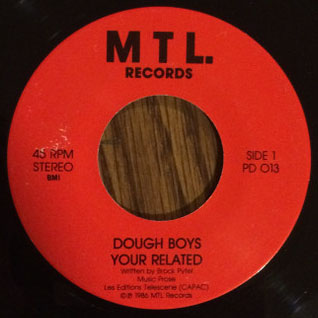 MTL.
RECORDS
45 RPM
STEREO
BMI
SIDE 1
PD 013
DOUGH BOYS
YOUR RELATED
Written by Brock Pytel
Music Prose
Les Editions Telescene (CAPAC)
©℗ 1986 MTL Records